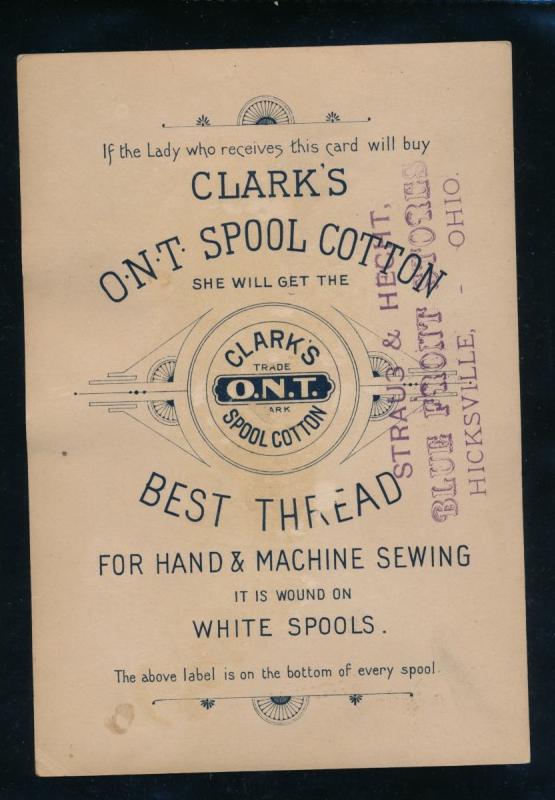 If the Lady who receives this card will buy
CLARK'S
O·N·T· SPOOL COTTON
SHE WILL GET THE
CLARK'S
TRADE
O.N.T.
ARK
SPOOL COTTON
BEST THREAD
FOR HAND & MACHINE SEWING
IT IS WOUND ON
WHITE SPOOLS.
The above label is on the bottom of every spool.
STRAUS & HECHT,
BLUE FRONT STORES
HICKSVILLE, - OHIO.